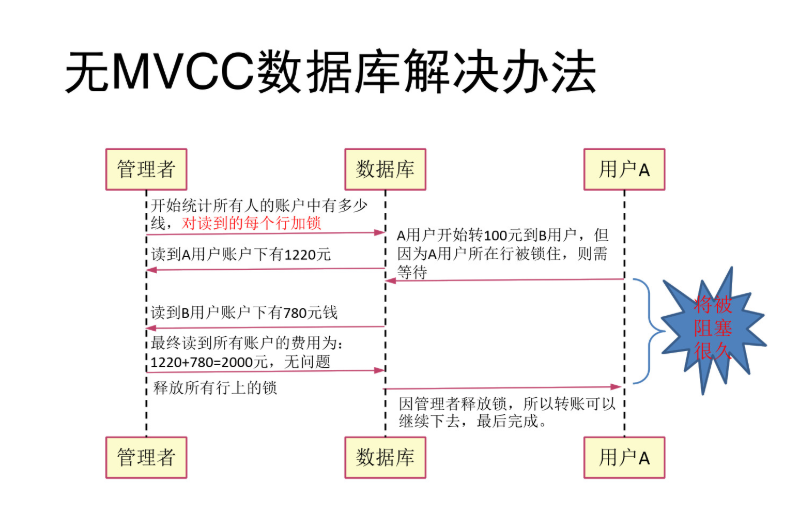 无MVCC数据库解决办法
管理者
数据库
用户A
开始统计所有人的账户中有多少
线，对读到的每个行加锁
A用户开始转100元到B用户，但
因为A用户所在行被锁住，则需
等待
读到A用户账户下有1220元
将被
阻塞
很久
读到B用户账户下有780元钱
最终读到所有账户的费用为：
1220+780=2000元，无问题
释放所有行上的锁
因管理者释放锁，所以转账可以
继续下去，最后完成。
管理者
数据库
用户A